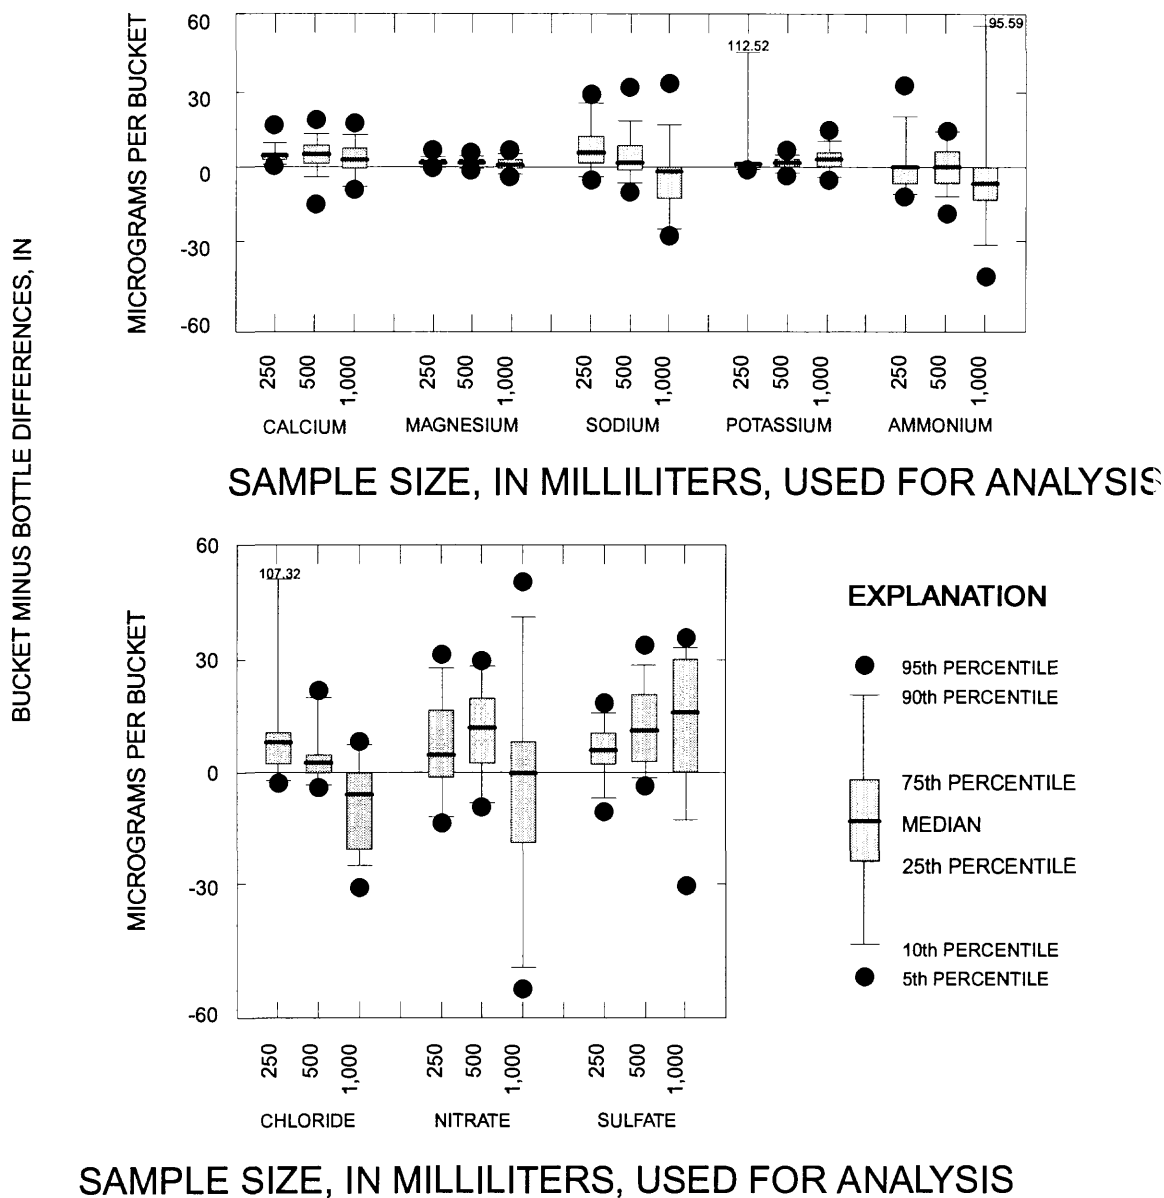 BUCKET MINUS BOTTLE DIFFERENCES, IN
MICROGRAMS PER BUCKET
60
30
0
-30
-60
112.52
95.59
250
500
1,000
250
500
1,000
250
500
1,000
250
500
1,000
250
500
1,000
CALCIUM MAGNESIUM SODIUM POTASSIUM AMMONIUM
SAMPLE SIZE, IN MILLILITERS, USED FOR ANALYSIS
MICROGRAMS PER BUCKET
60
30
0
-30
-60
107.32
250
500
1,000
250
500
1,000
250
500
1,000
CHLORIDE NITRATE SULFATE
EXPLANATION
95th PERCENTILE
90th PERCENTILE
75th PERCENTILE
MEDIAN
25th PERCENTILE
10th PERCENTILE
5th PERCENTILE
SAMPLE SIZE, IN MILLILITERS, USED FOR ANALYSIS